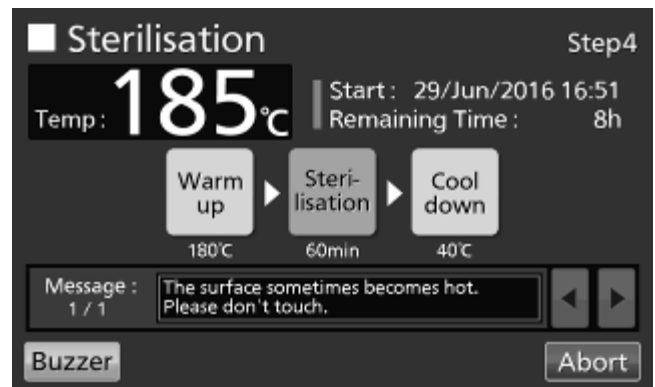 Sterilisation
Step4
Temp: 185℃
Start: 29/Jun/2016 16:51
Remaining Time: 8h
Warm
up
Steri-
lisation
Cool
down
180℃
60min
40℃
Message:
1 / 1
The surface sometimes becomes hot.
Please don't touch.
Buzzer
Abort